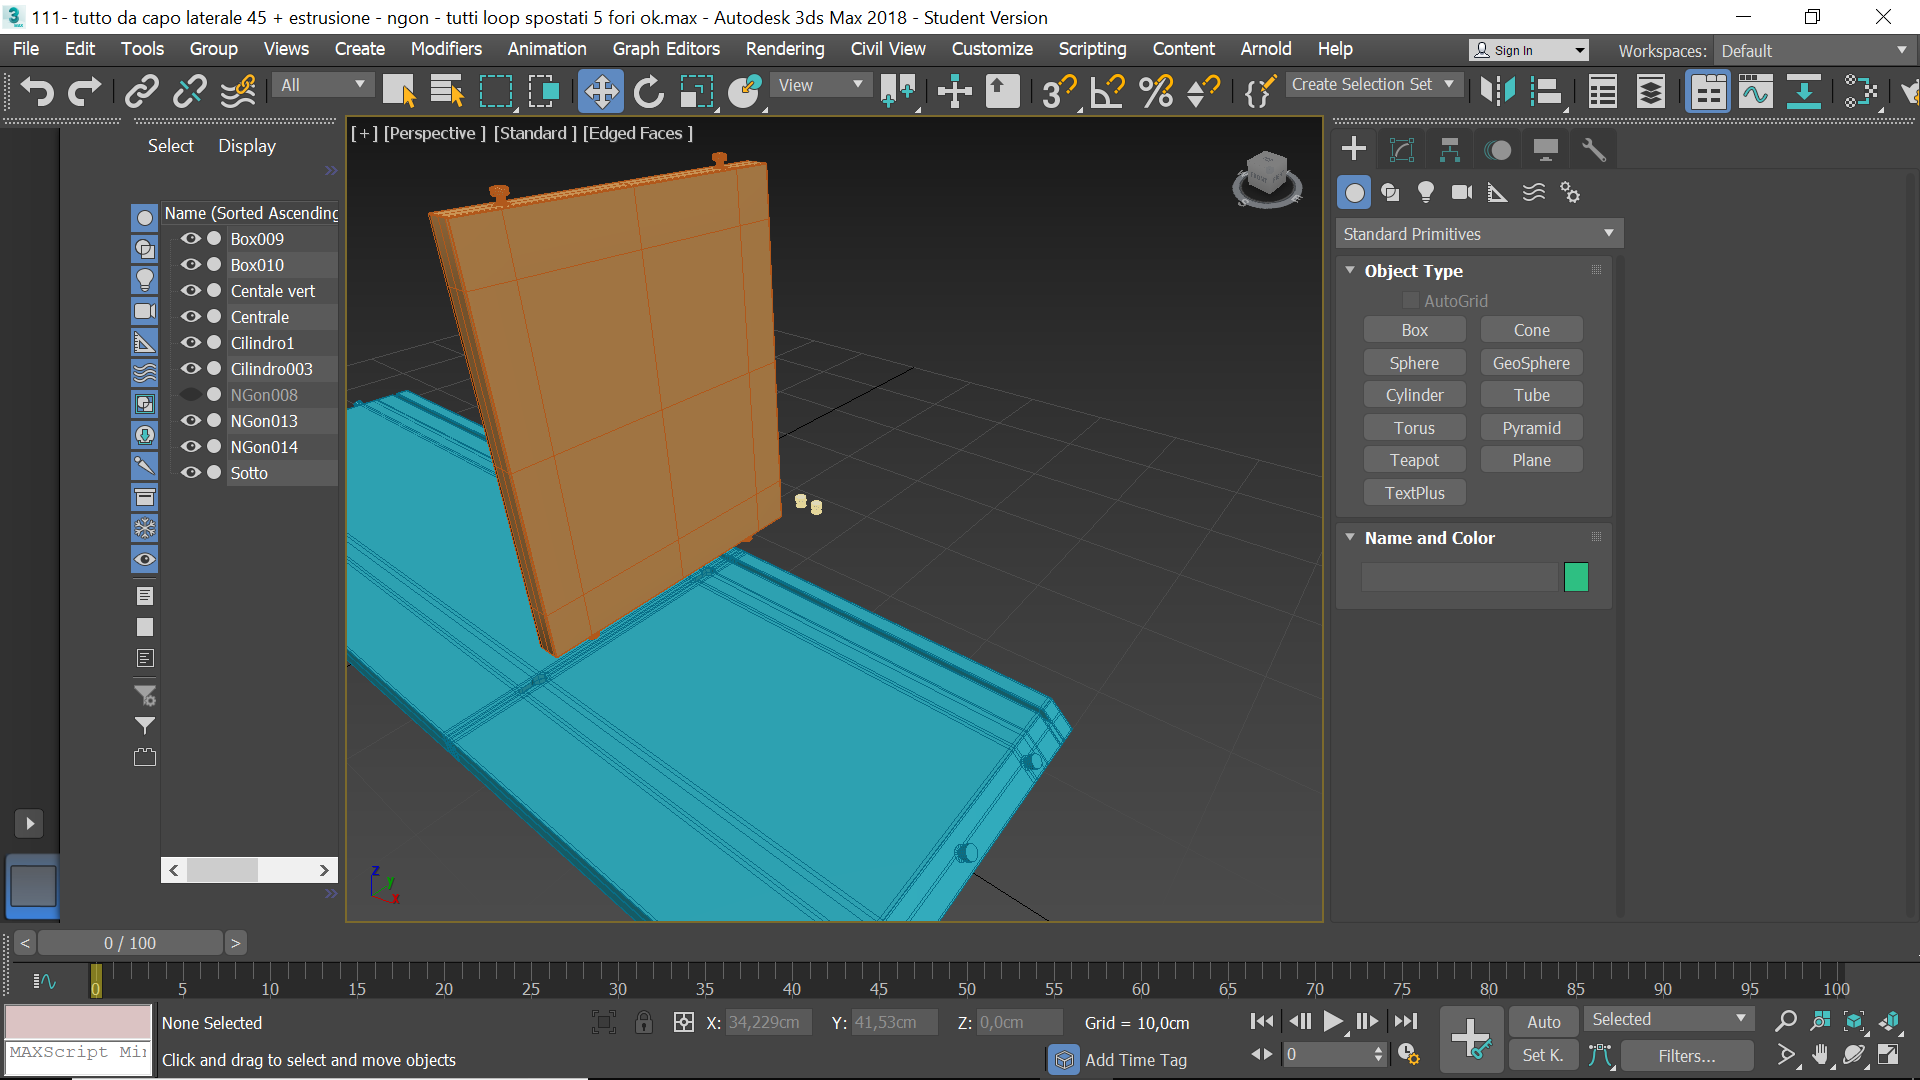 111- tutto da capo laterale 45 + estrusione - ngon - tutti loop spostati 5 fori ok.max - Autodesk 3ds Max 2018 - Student Version
File Edit Tools Group Views Create Modifiers Animation Graph Editors Rendering Civil View Customize Scripting Content Arnold Help Sign In Workspaces: Default
All View Create Selection Set
Select Display
[ + ] [Perspective ] [Standard ] [Edged Faces ]
Name (Sorted Ascending
Box009
Box010
Centale vert
Centrale
Cilindro1
Cilindro003
NGon008
NGon013
NGon014
Sotto
Standard Primitives
Object Type
AutoGrid
Box Cone
Sphere GeoSphere
Cylinder Tube
Torus Pyramid
Teapot Plane
TextPlus
Name and Color
z
y
x
< 0 / 100 >
0 5 10 15 20 25 30 35 40 45 50 55 60 65 70 75 80 85 90 95 100
None Selected X: 34,229cm Y: 41,53cm Z: 0,0cm Grid = 10,0cm Auto Selected
MAXScript Mi Click and drag to select and move objects Add Time Tag 0 Set K. Filters...